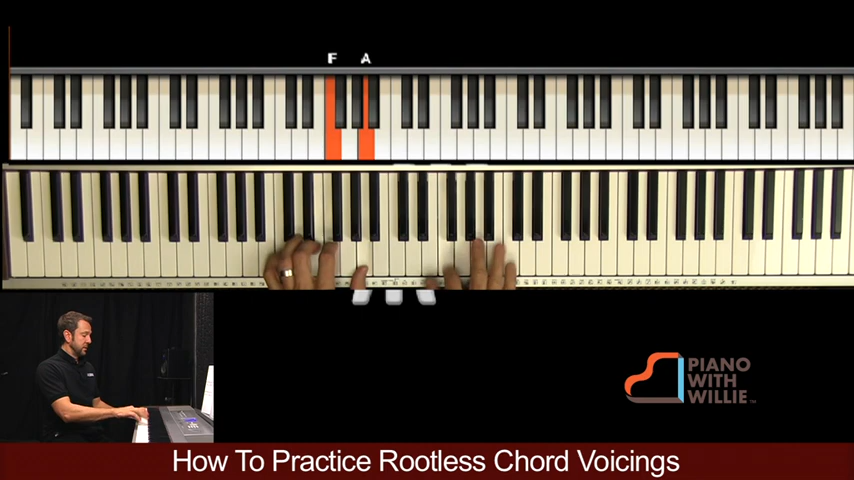 F A
PIANO
WITH
WILLIE
How To Practice Rootless Chord Voicings